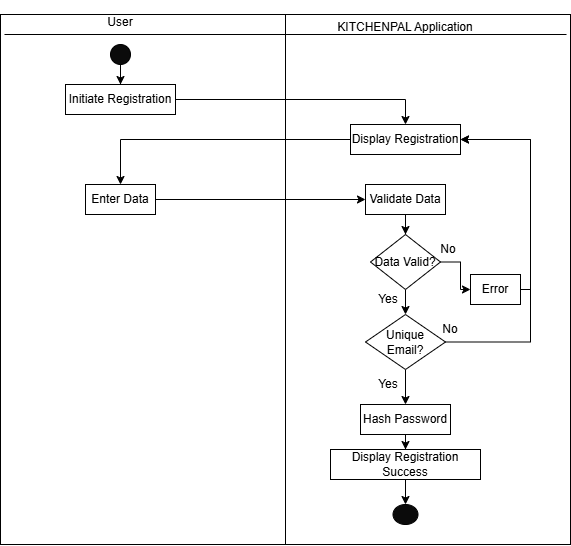 User
KITCHENPAL Application
Initiate Registration
Display Registration
Enter Data
Validate Data
Data Valid?
No
Error
Yes
Unique
Email?
No
Yes
Hash Password
Display Registration
Success